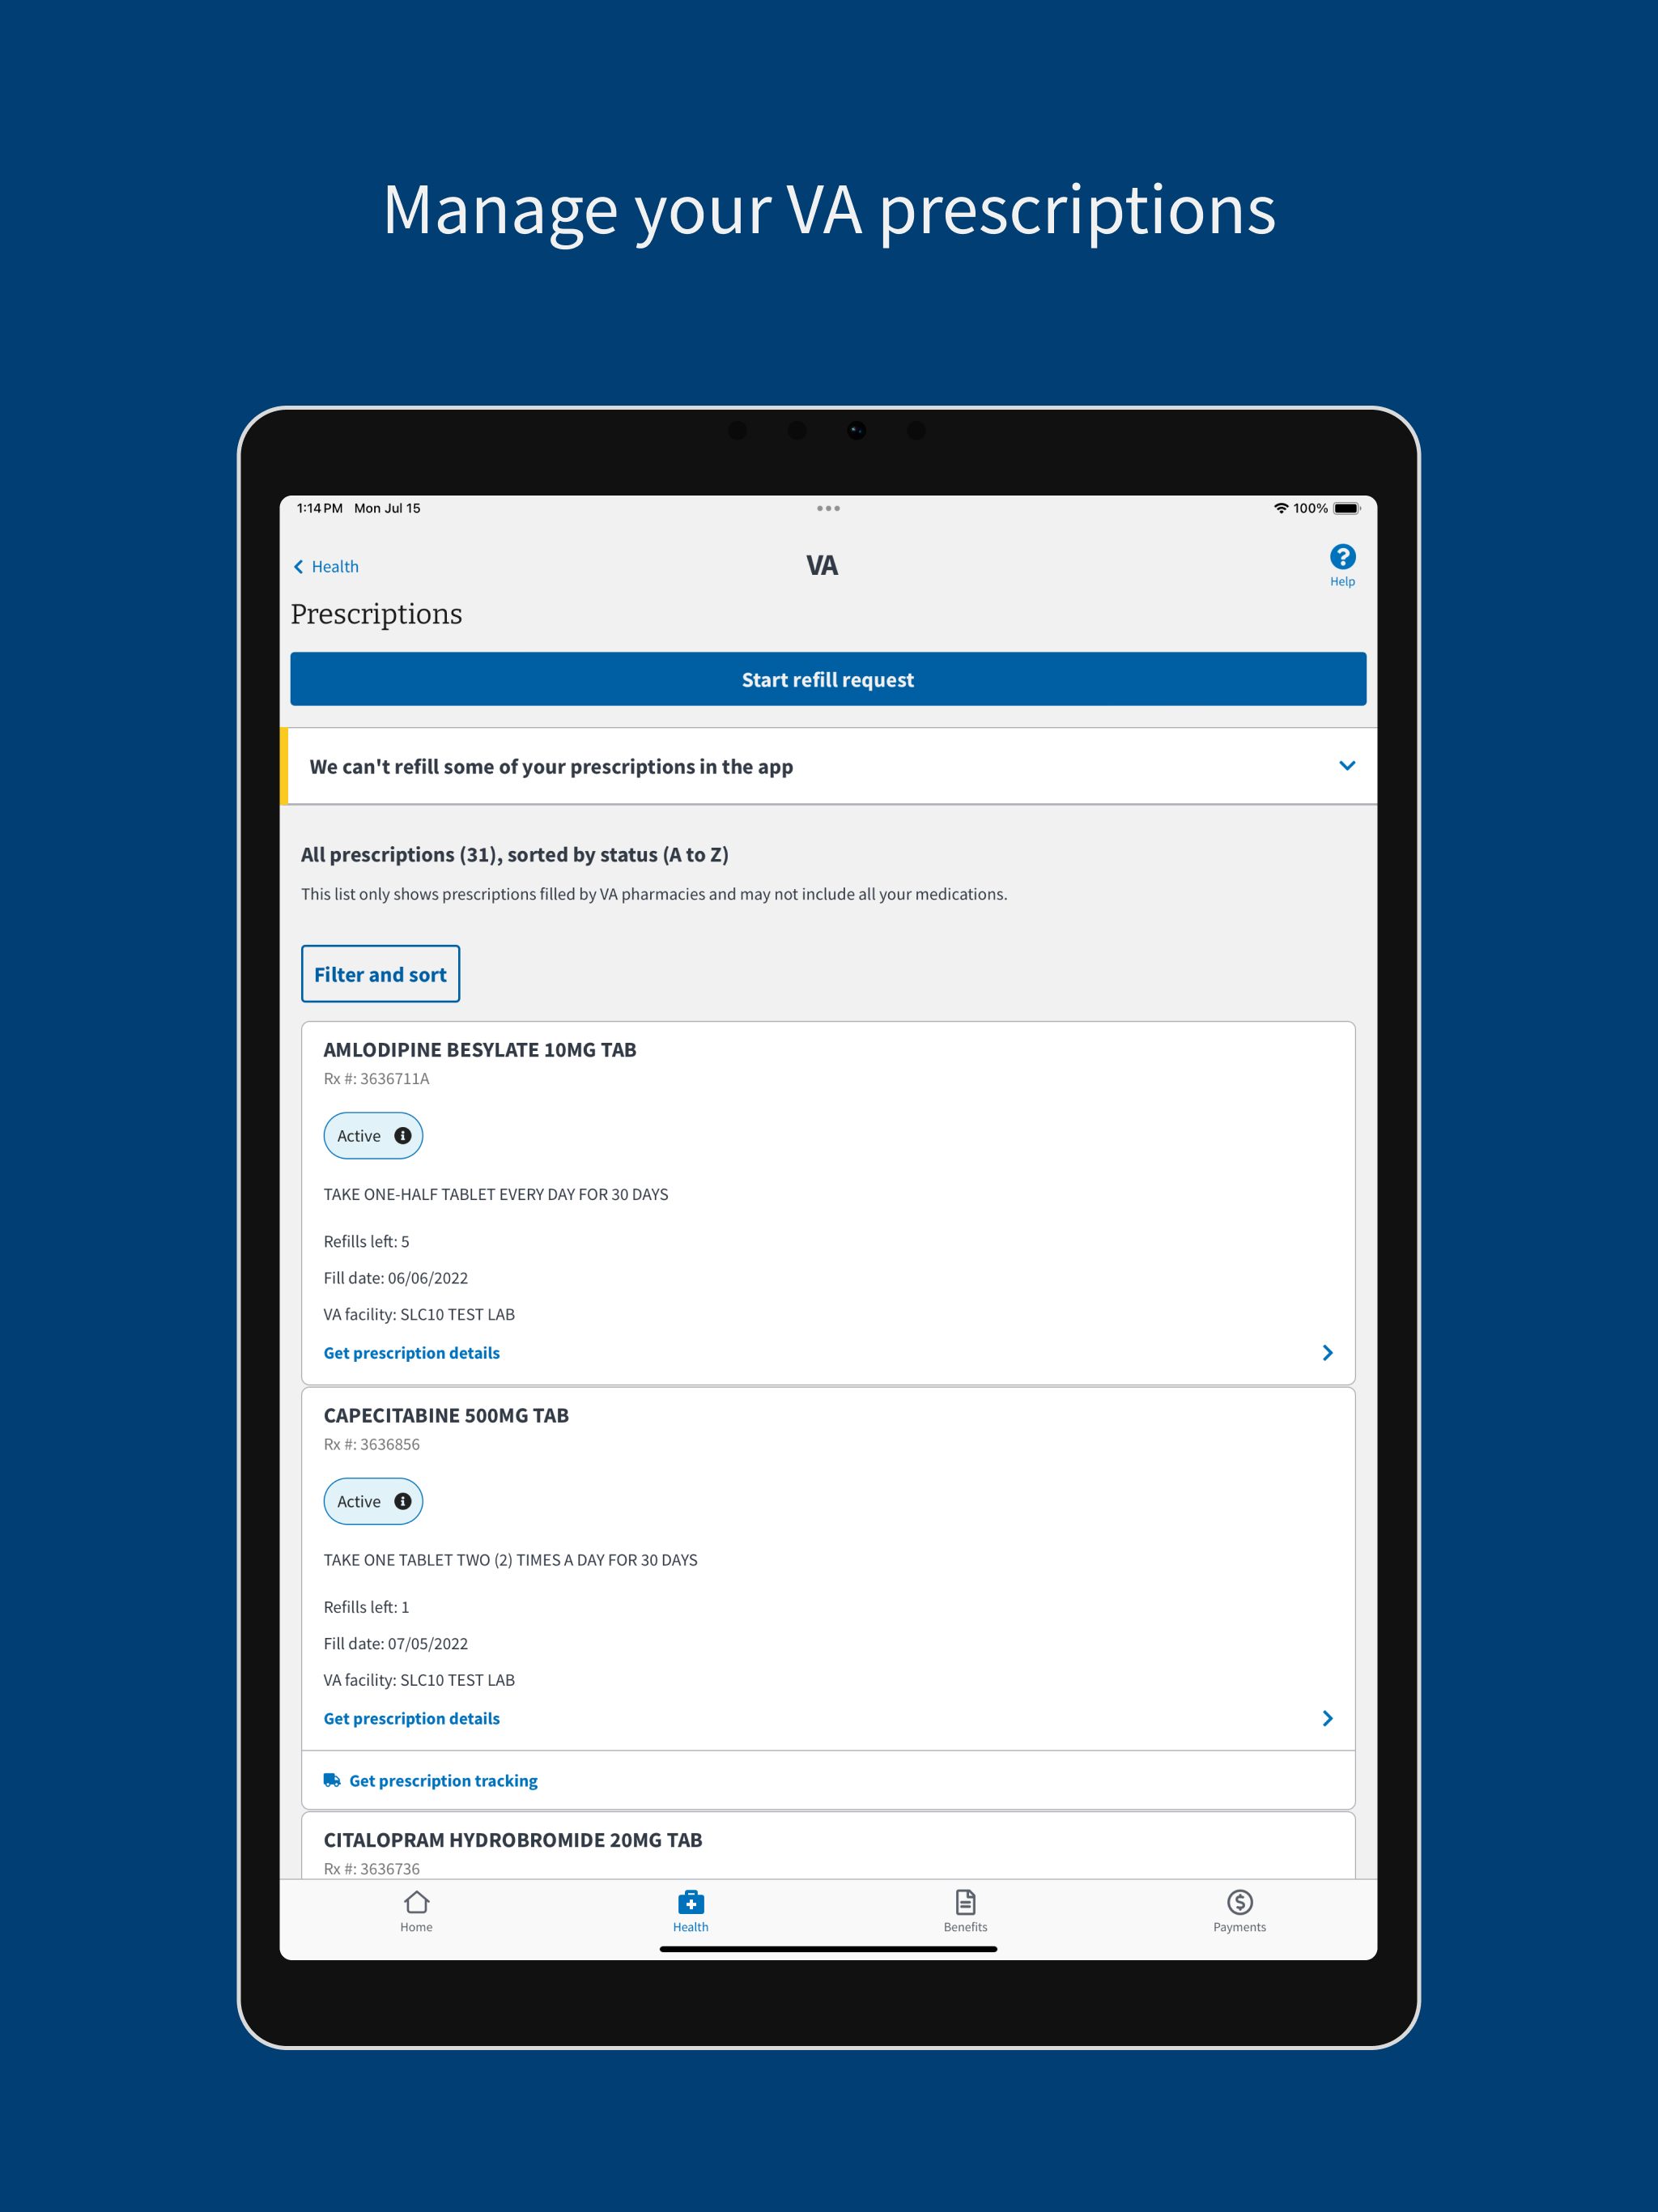 Manage your VA prescriptions
1:14 PM Mon Jul 15
100%
Health
VA
Help
Prescriptions
Start refill request
We can't refill some of your prescriptions in the app
All prescriptions (31), sorted by status (A to Z)
This list only shows prescriptions filled by VA pharmacies and may not include all your medications.
Filter and sort
AMLODIPINE BESYLATE 10MG TAB
Rx #: 3636711A
Active
TAKE ONE-HALF TABLET EVERY DAY FOR 30 DAYS
Refills left: 5
Fill date: 06/06/2022
VA facility: SLC10 TEST LAB
Get prescription details
CAPECITABINE 500MG TAB
Rx #: 3636856
Active
TAKE ONE TABLET TWO (2) TIMES A DAY FOR 30 DAYS
Refills left: 1
Fill date: 07/05/2022
VA facility: SLC10 TEST LAB
Get prescription details
Get prescription tracking
CITALOPRAM HYDROBROMIDE 20MG TAB
Rx #: 3636736
Home
Health
Benefits
Payments